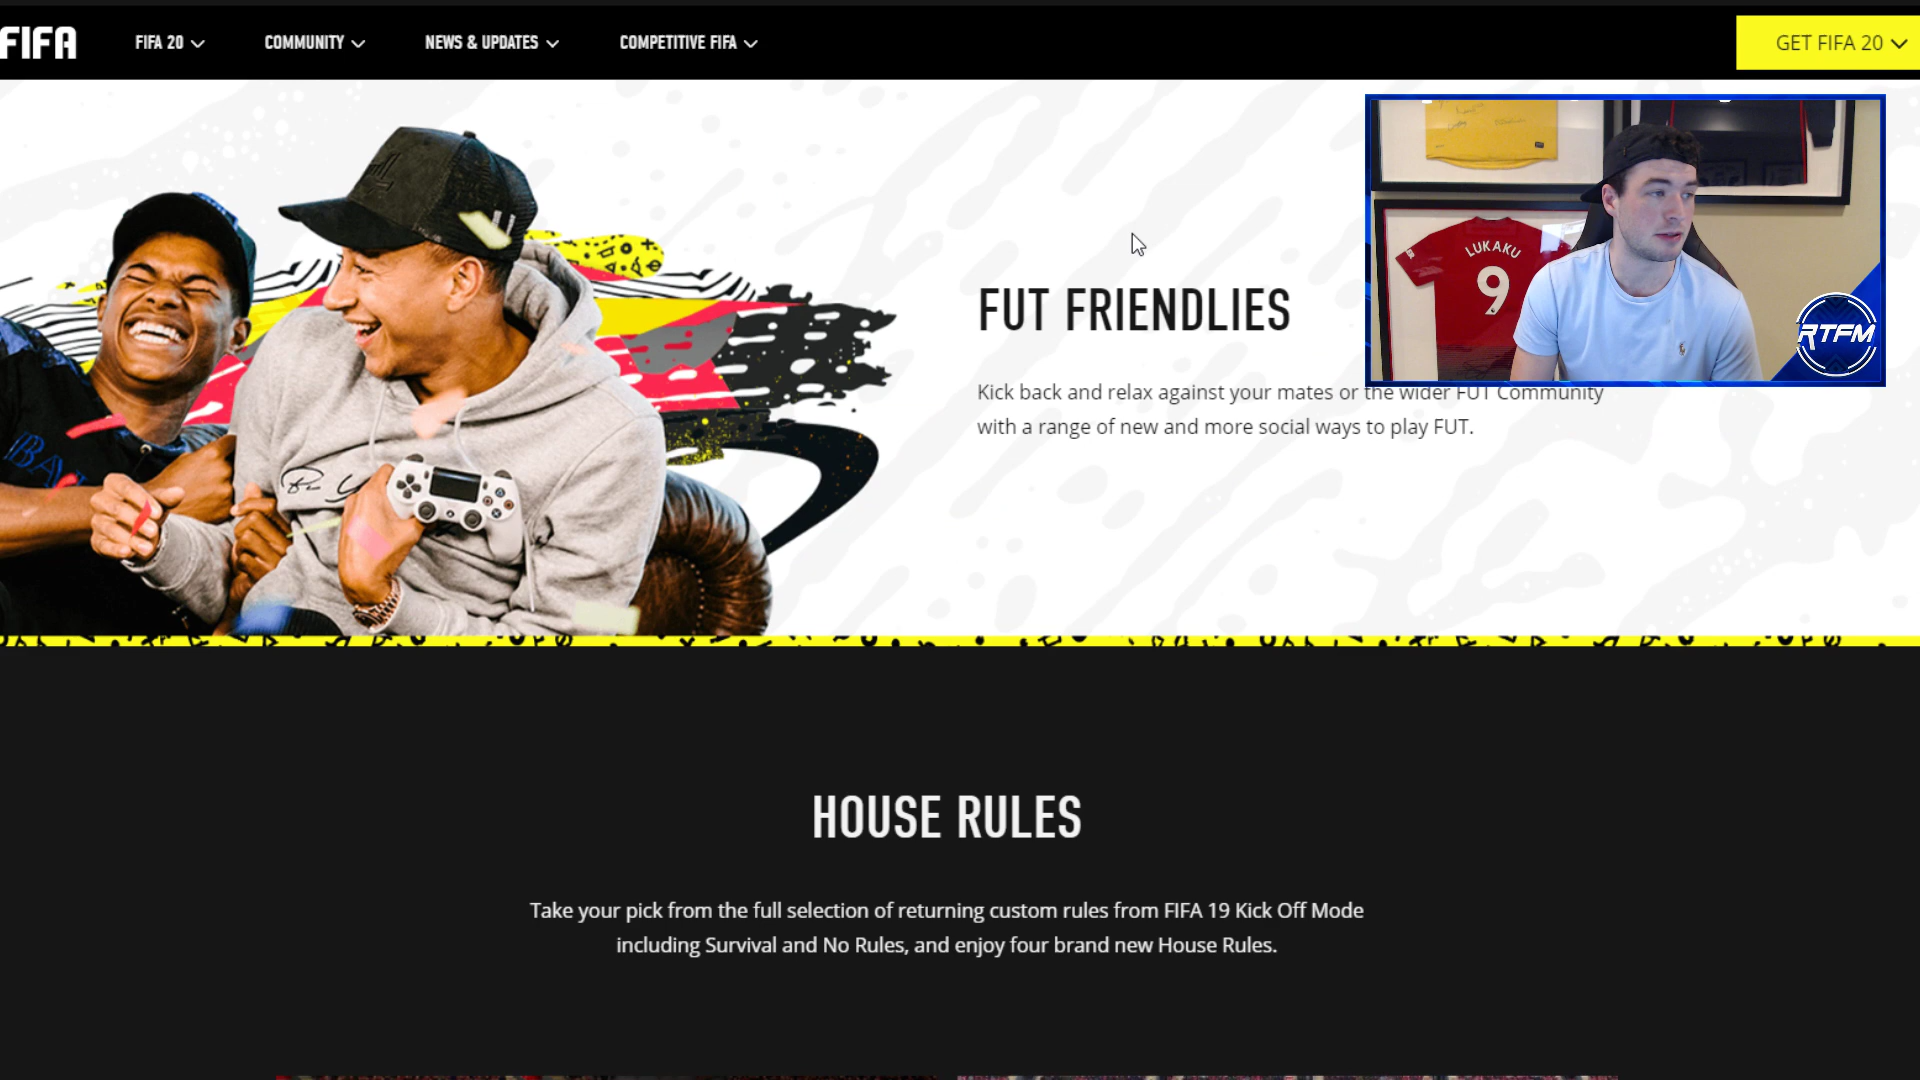 FIFA
FIFA 20
COMMUNITY
NEWS & UPDATES
COMPETITIVE FIFA
GET FIFA 20
LUKAKU
9
RTFM
FUT FRIENDLIES
Kick back and relax against your mates or the wider FUT Community
with a range of new and more social ways to play FUT.
HOUSE RULES
Take your pick from the full selection of returning custom rules from FIFA 19 Kick Off Mode
including Survival and No Rules, and enjoy four brand new House Rules.